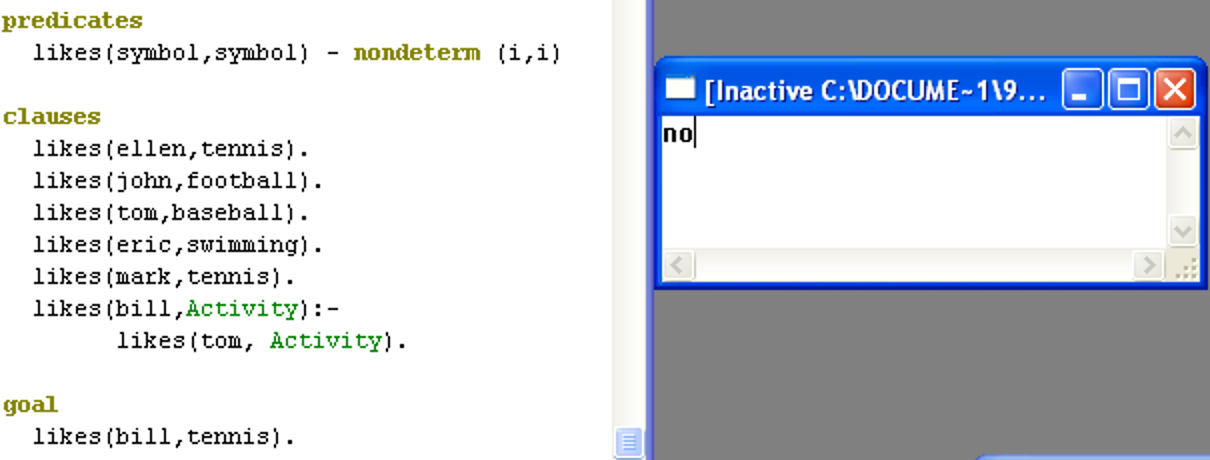 predicates
likes(symbol,symbol) - nondeterm (i,i)
clauses
likes(ellen,tennis).
likes(john,football).
likes(tom,baseball).
likes(eric,swimming).
likes(mark,tennis).
likes(bill,Activity):-
likes(tom, Activity).
goal
likes(bill,tennis).
[Inactive C:\DOCUME~1\9...
no